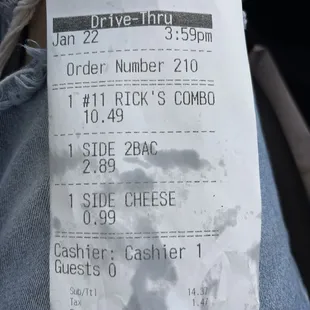 Drive-Thru
Jan 22 3:59pm
Order Number 210
1 #11 RICK'S COMBO
10.49
1 SIDE 2BAC
2.89
1 SIDE CHEESE
0.99
Cashier: Cashier 1
Guests 0
Sub/Ttl 14.37
Tax 1.47